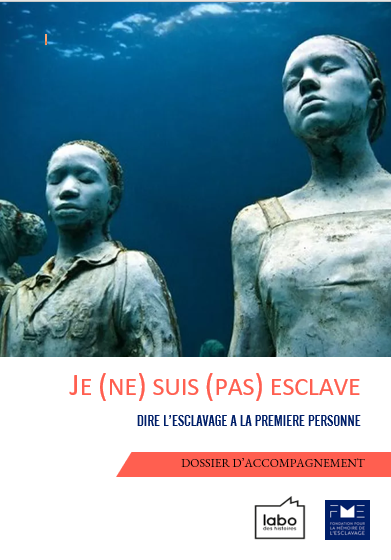 JE (NE) SUIS (PAS) ESCLAVE
DIRE L'ESCLAVAGE A LA PREMIERE PERSONNE
DOSSIER D'ACCOMPAGNEMENT
labo
des histoires
FME
FONDATION POUR
LA MÉMOIRE DE
L'ESCLAVAGE